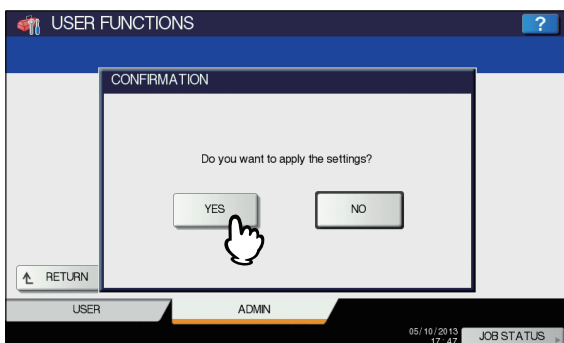 USER FUNCTIONS
?
CONFIRMATION
Do you want to apply the settings?
YES
NO
RETURN
USER
ADMIN
05/10/2013
17:47
JOB STATUS